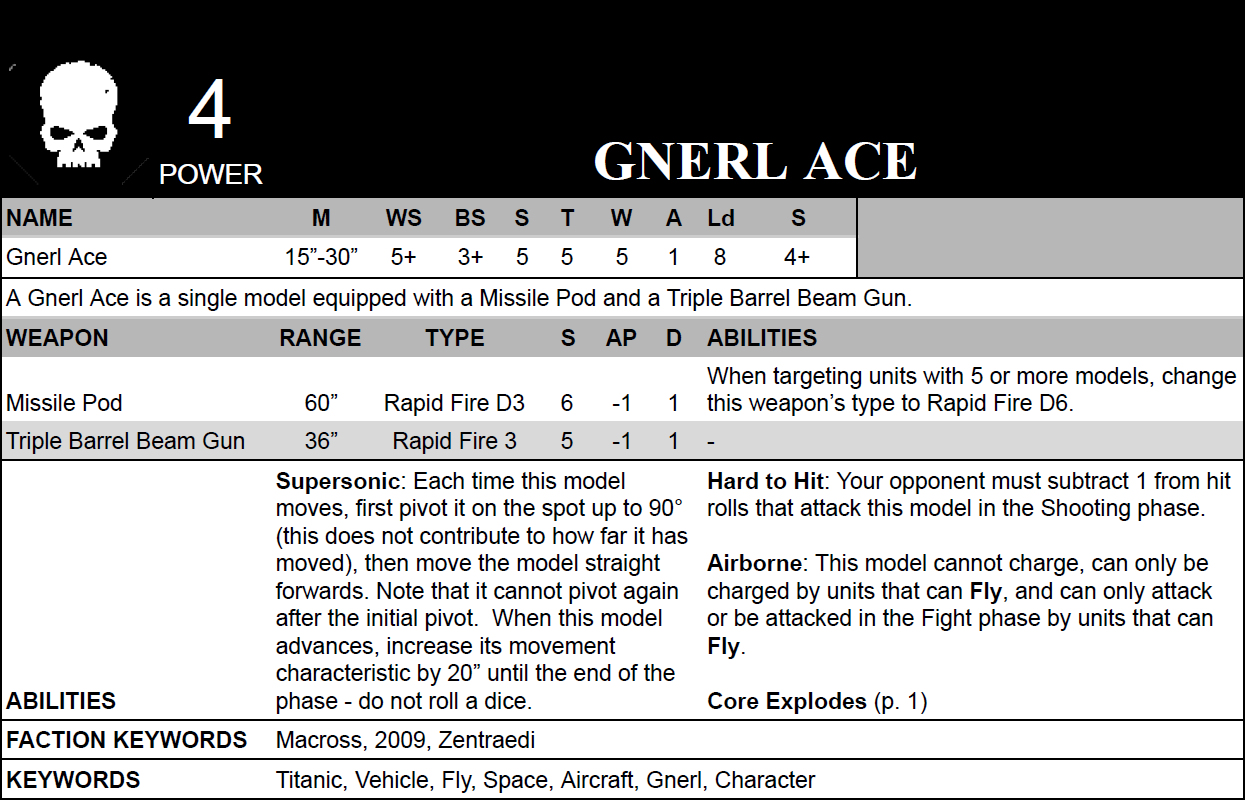 4
POWER
GNERL ACE
NAME M WS BS S T W A Ld S
Gnerl Ace 15”-30” 5+ 3+ 5 5 5 1 8 4+
A Gnerl Ace is a single model equipped with a Missile Pod and a Triple Barrel Beam Gun.
WEAPON RANGE TYPE S AP D ABILITIES
When targeting units with 5 or more models, change
Missile Pod 60” Rapid Fire D3 6 -1 1 this weapon’s type to Rapid Fire D6.
Triple Barrel Beam Gun 36” Rapid Fire 3 5 -1 1 -
ABILITIES
Supersonic: Each time this model
moves, first pivot it on the spot up to 90°
(this does not contribute to how far it has
moved), then move the model straight
forwards. Note that it cannot pivot again
after the initial pivot.  When this model
advances, increase its movement
characteristic by 20” until the end of the
phase - do not roll a dice.
Hard to Hit: Your opponent must subtract 1 from hit
rolls that attack this model in the Shooting phase.
Airborne: This model cannot charge, can only be
charged by units that can Fly, and can only attack
or be attacked in the Fight phase by units that can
Fly.
Core Explodes (p. 1)
FACTION KEYWORDS Macross, 2009, Zentraedi
KEYWORDS Titanic, Vehicle, Fly, Space, Aircraft, Gnerl, Character